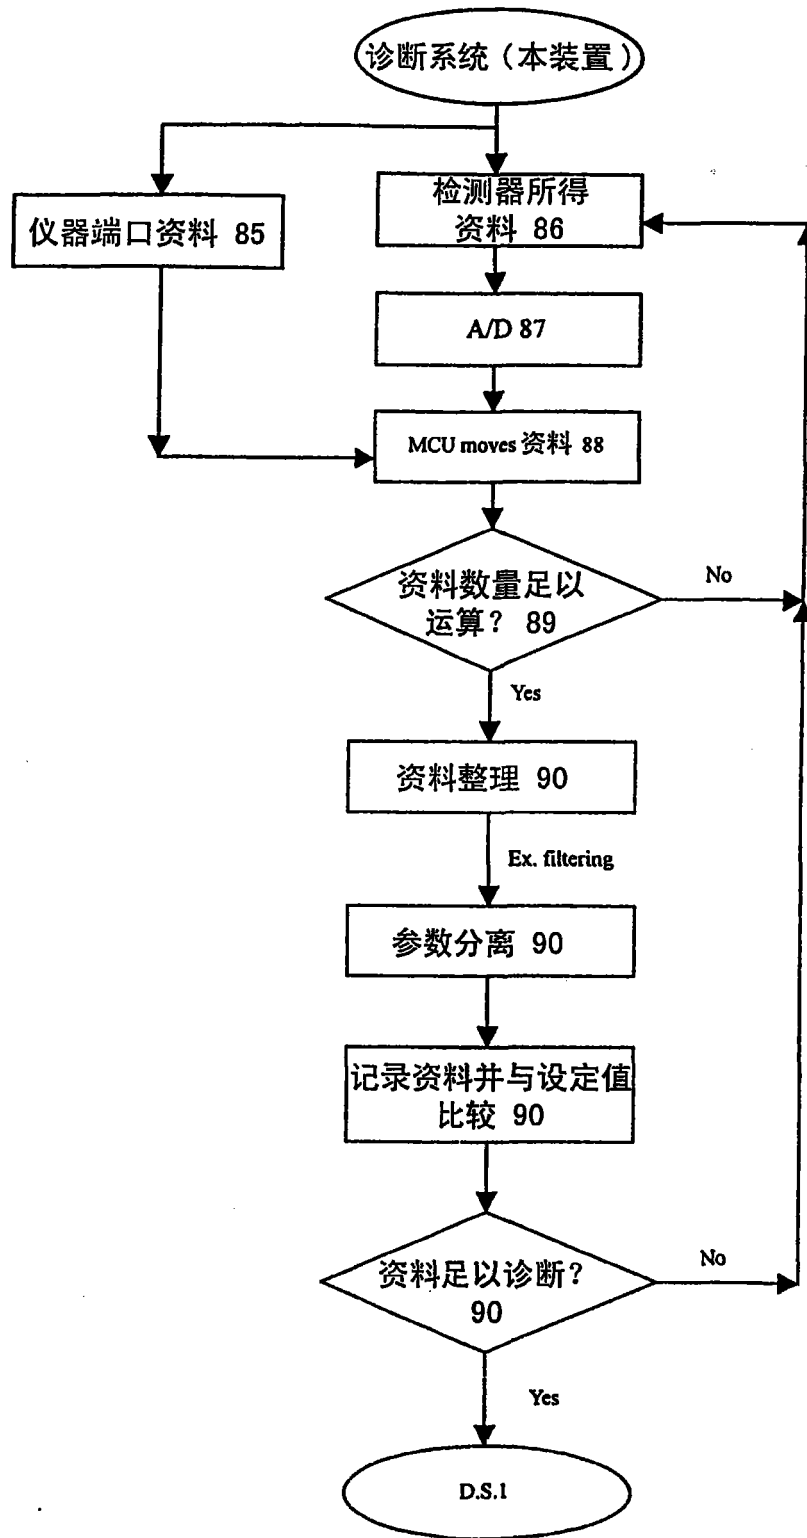 诊断系统（本装置）
仪器端口资料 85
检测器所得
资料 86
A/D 87
MCU moves 资料 88
资料数量足以
运算？ 89
No
Yes
资料整理 90
Ex. filtering
参数分离 90
记录资料并与设定值
比较 90
资料足以诊断？
90
No
Yes
D.S.1